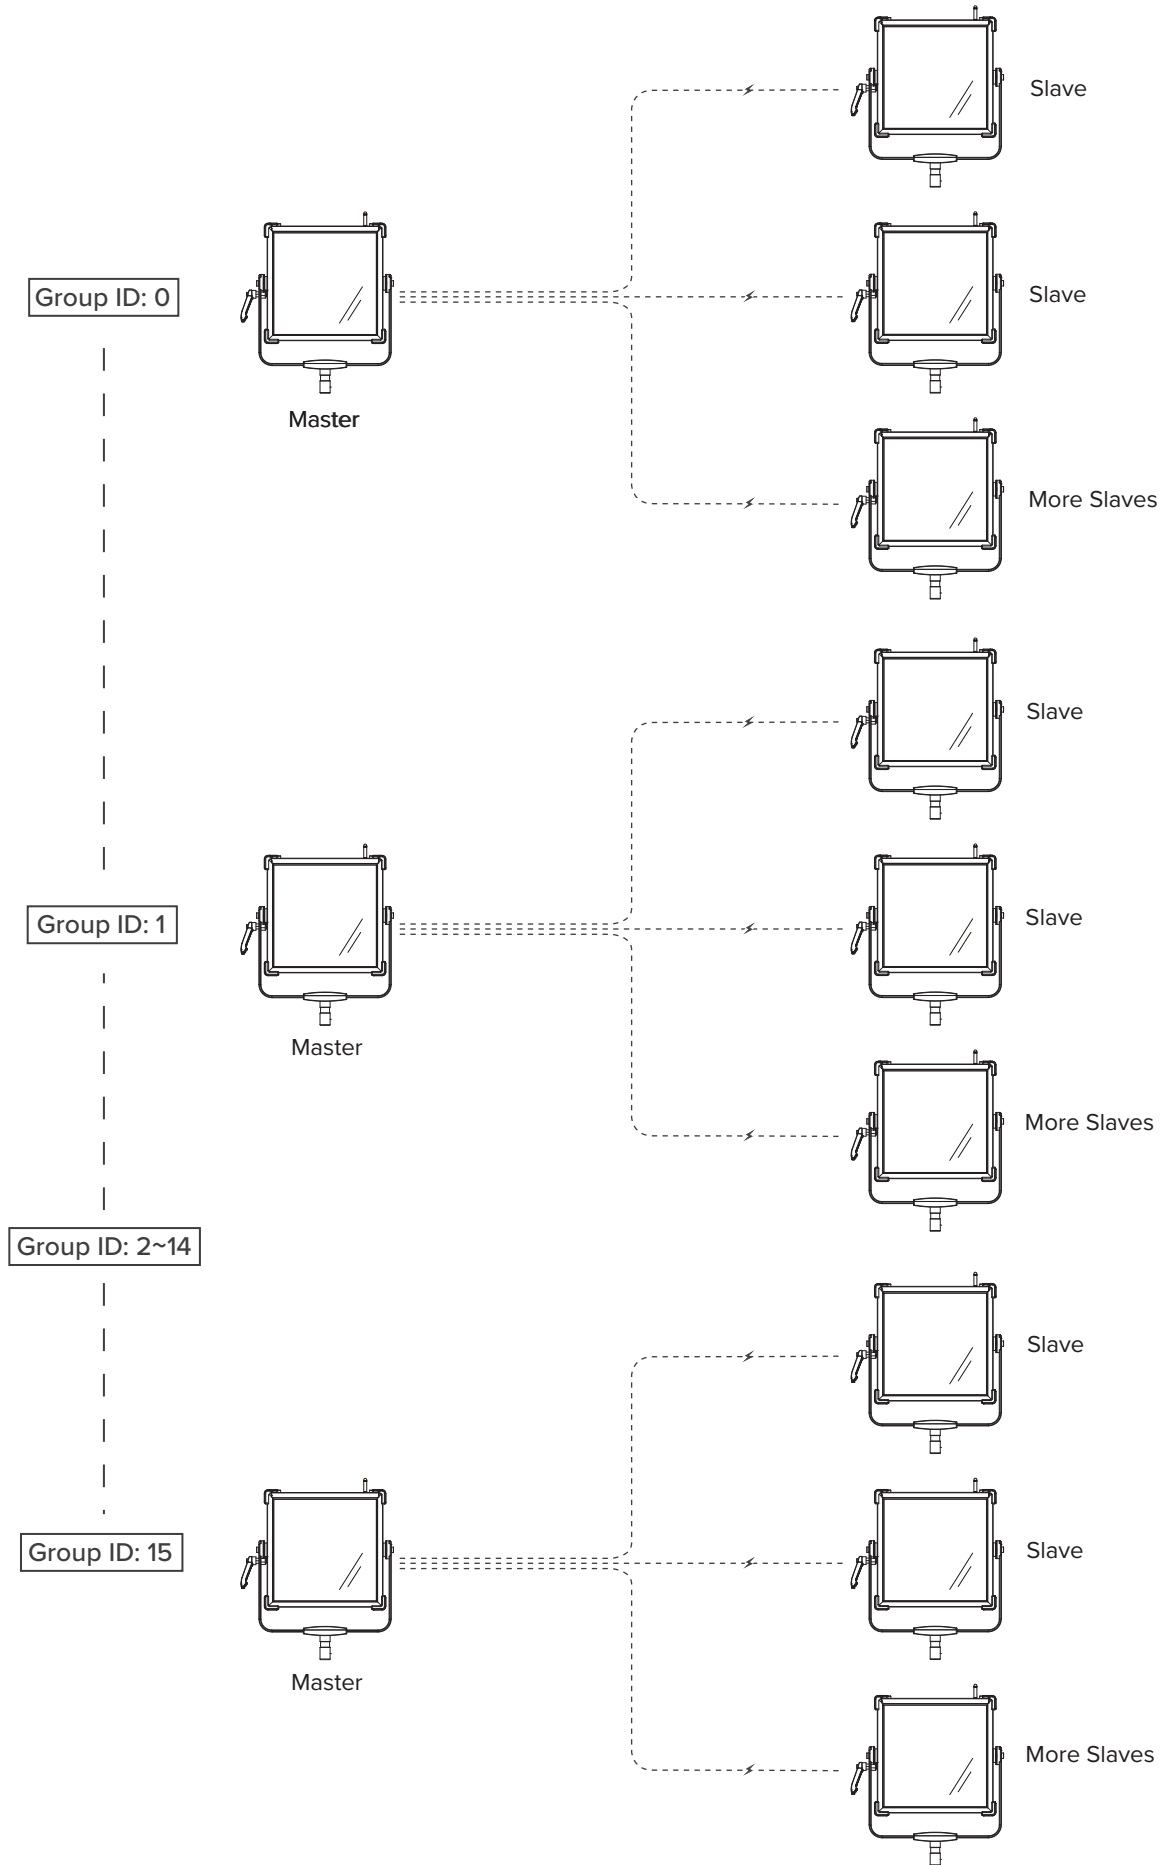 Slave
Group ID: 0
Slave
Master
More Slaves
Slave
Group ID: 1
Slave
Master
More Slaves
Group ID: 2~14
Slave
Group ID: 15
Slave
Master
More Slaves